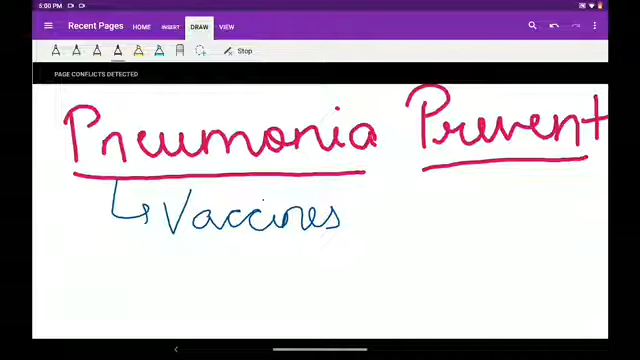 5:00 PM
Recent Pages HOME INSERT DRAW VIEW
Stop
PAGE CONFLICTS DETECTED
Pneumonia Prevent
Vaccines